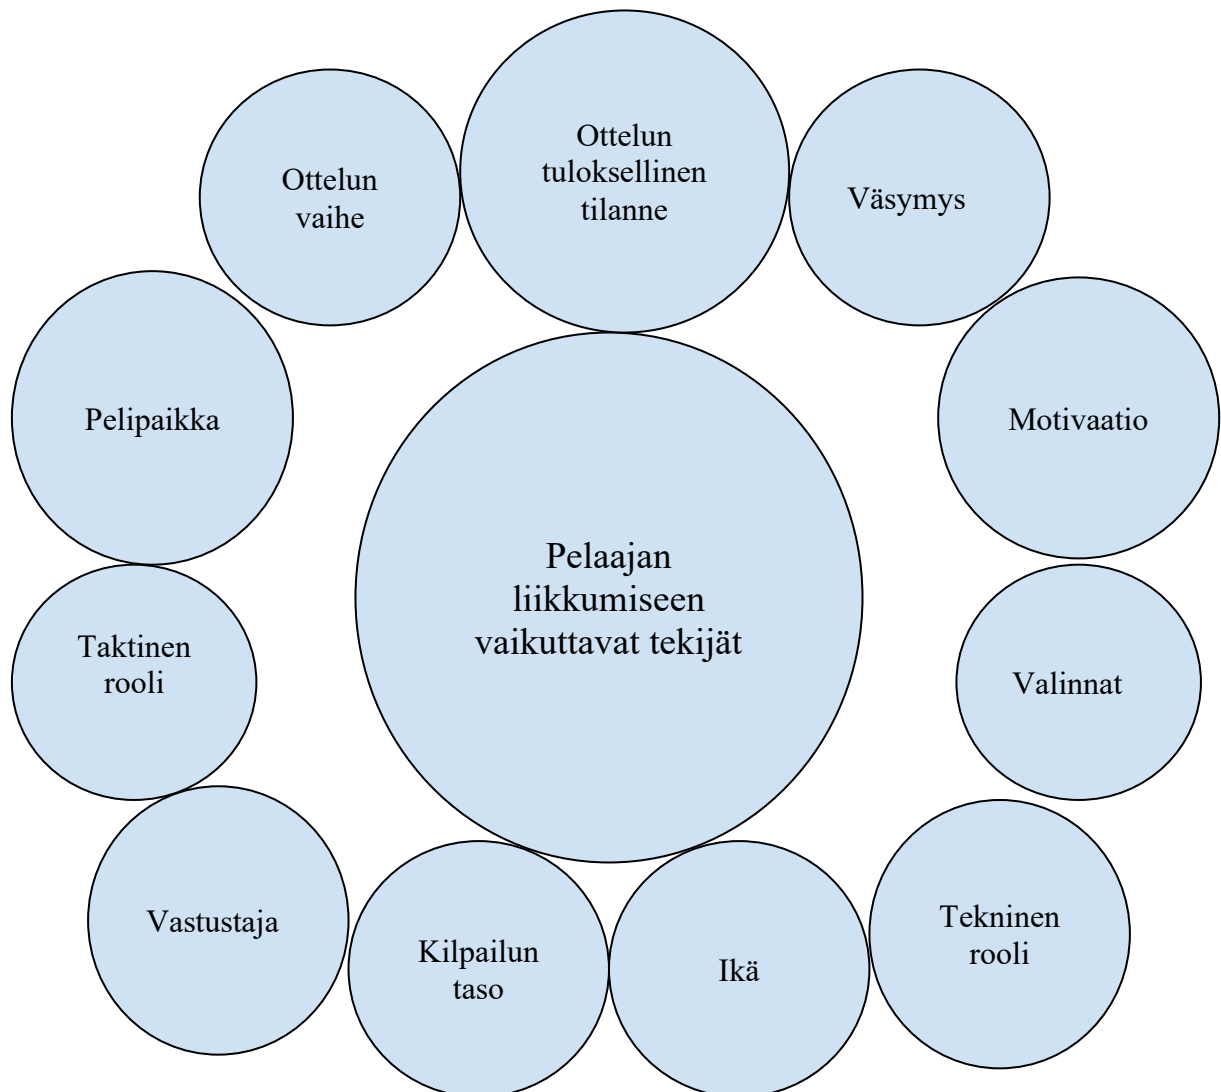 Ottelun
tuloksellinen
tilanne
Ottelun
vaihe
Väsymys
Pelipaikka
Motivaatio
Pelaajan
liikkumiseen
vaikuttavat tekijät
Taktinen
rooli
Valinnat
Vastustaja
Kilpailun
taso
Ikä
Tekninen
rooli